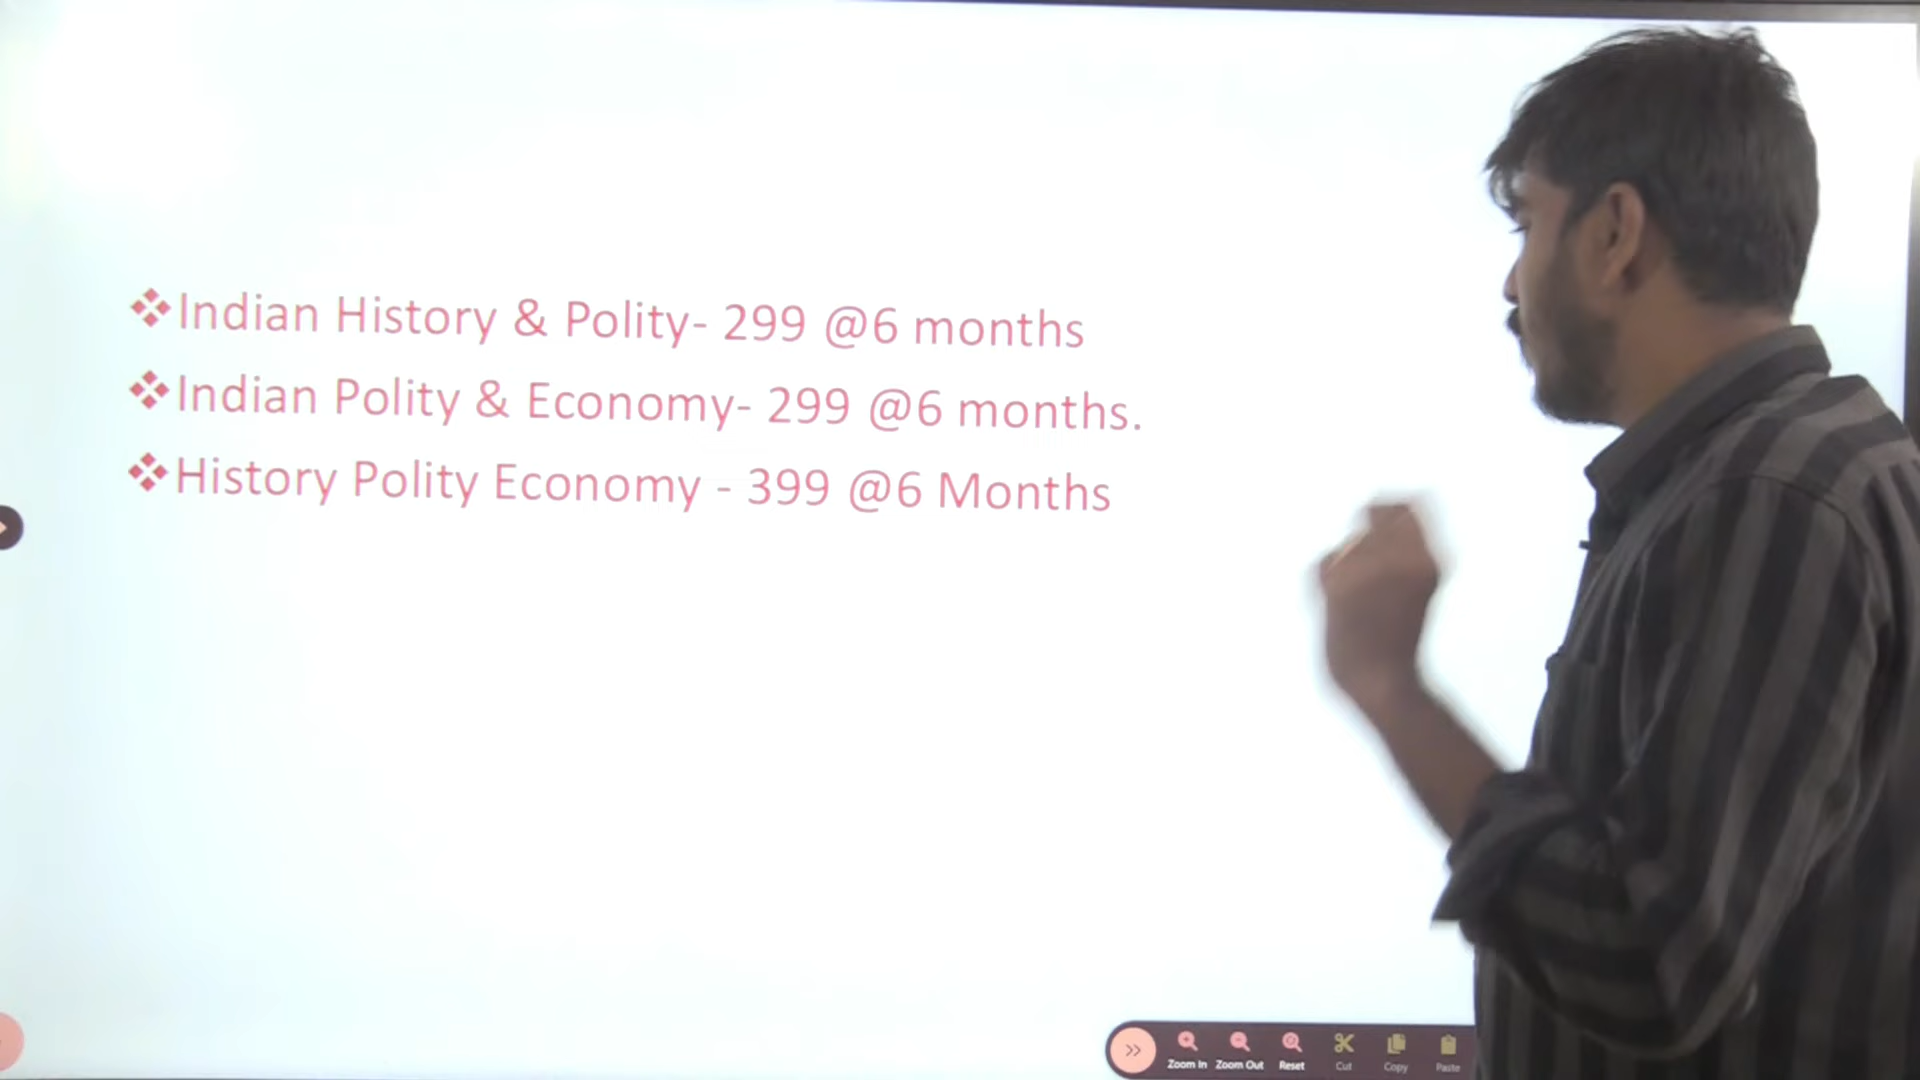 ❖Indian History & Polity- 299 @6 months
❖Indian Polity & Economy- 299 @6 months.
❖History Polity Economy - 399 @6 Months
Zoom In Zoom Out Reset Cut Copy Paste